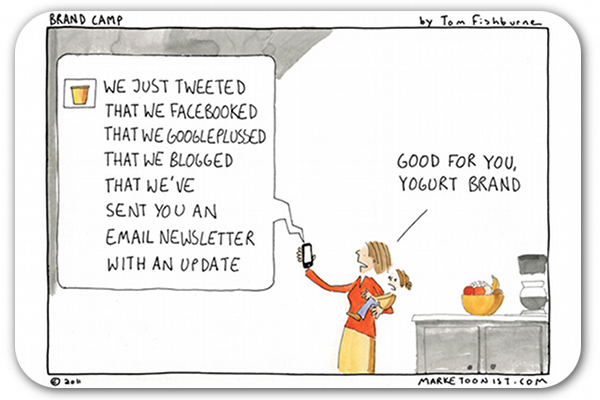 BRAND CAMP
by Tom Fishburne
WE JUST TWEETED
THAT WE FACEBOOKED
THAT WE GOOGLEPLUSSED
THAT WE BLOGGED
THAT WE'VE
SENT YOU AN
EMAIL NEWSLETTER
WITH AN UPDATE
GOOD FOR YOU,
YOGURT BRAND
© 2011
MARKETOONIST.COM